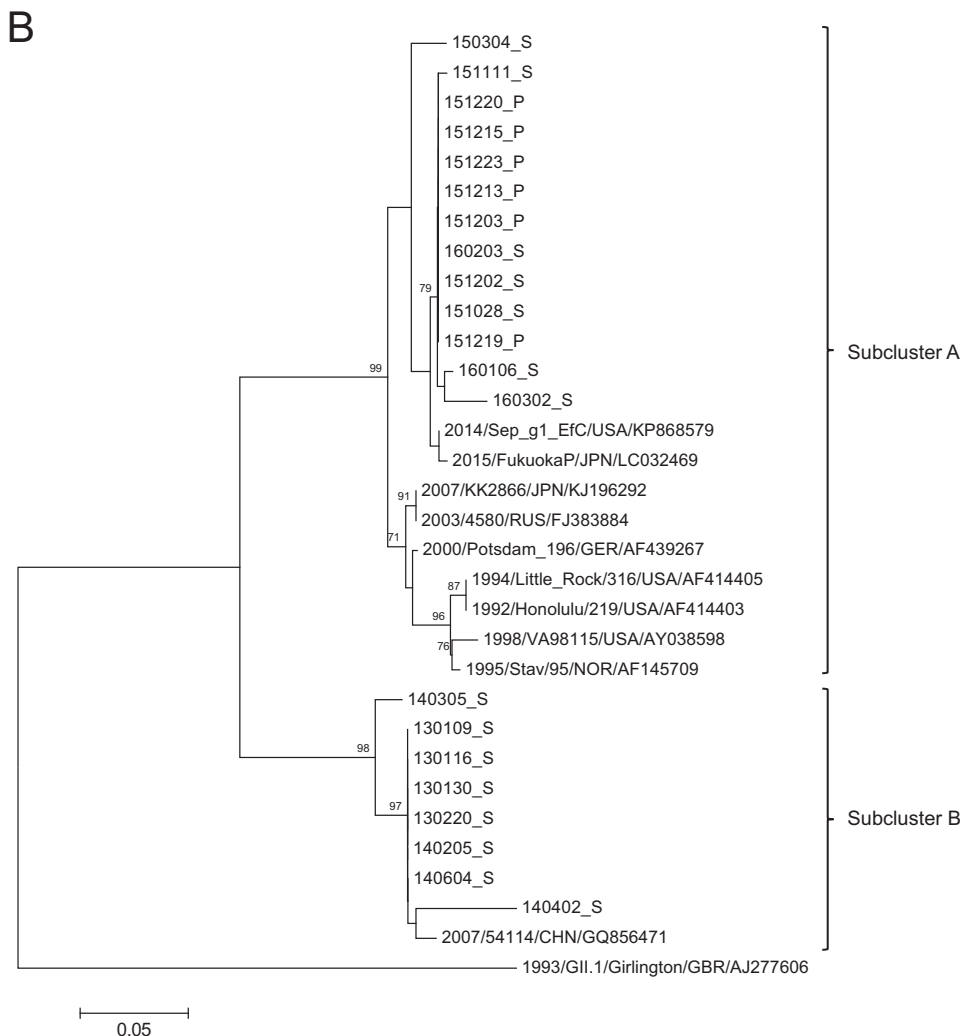 B
150304_S
151111_S
151220_P
151215_P
151223_P
151213_P
151203_P
160203_S
79
151202_S
151028_S
151219_P
Subcluster A
99
160106_S
160302_S
2014/Sep_g1_EfC/USA/KP868579
2015/FukuokaP/JPN/LC032469
91
2007/KK2866/JPN/KJ196292
2003/4580/RUS/FJ383884
71
2000/Potsdam_196/GER/AF439267
87
1994/Little_Rock/316/USA/AF414405
1992/Honolulu/219/USA/AF414403
96
1998/VA98115/USA/AY038598
76
1995/Stav/95/NOR/AF145709
140305_S
130109_S
98
130116_S
130130_S
97
130220_S
Subcluster B
140205_S
140604_S
140402_S
2007/54114/CHN/GQ856471
1993/GII.1/Girlington/GBR/AJ277606
0.05